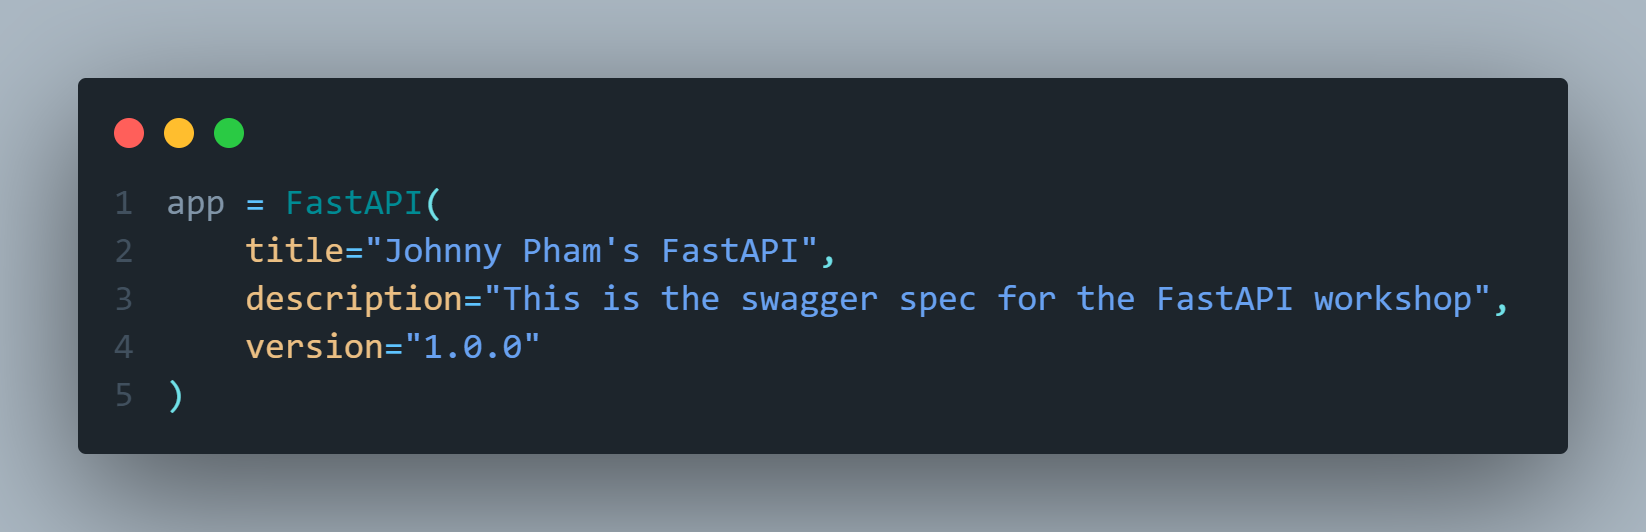 1 app = FastAPI(
2     title="Johnny Pham's FastAPI",
3     description="This is the swagger spec for the FastAPI workshop",
4     version="1.0.0"
5 )